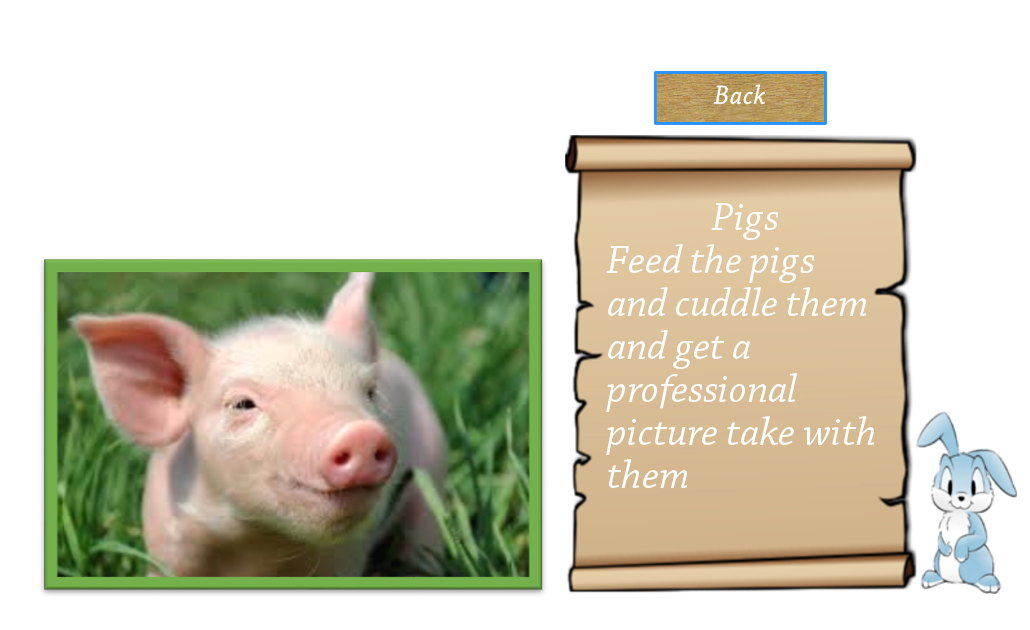 Back
Pigs
Feed the pigs
and cuddle them
and get a
professional
picture take with
them